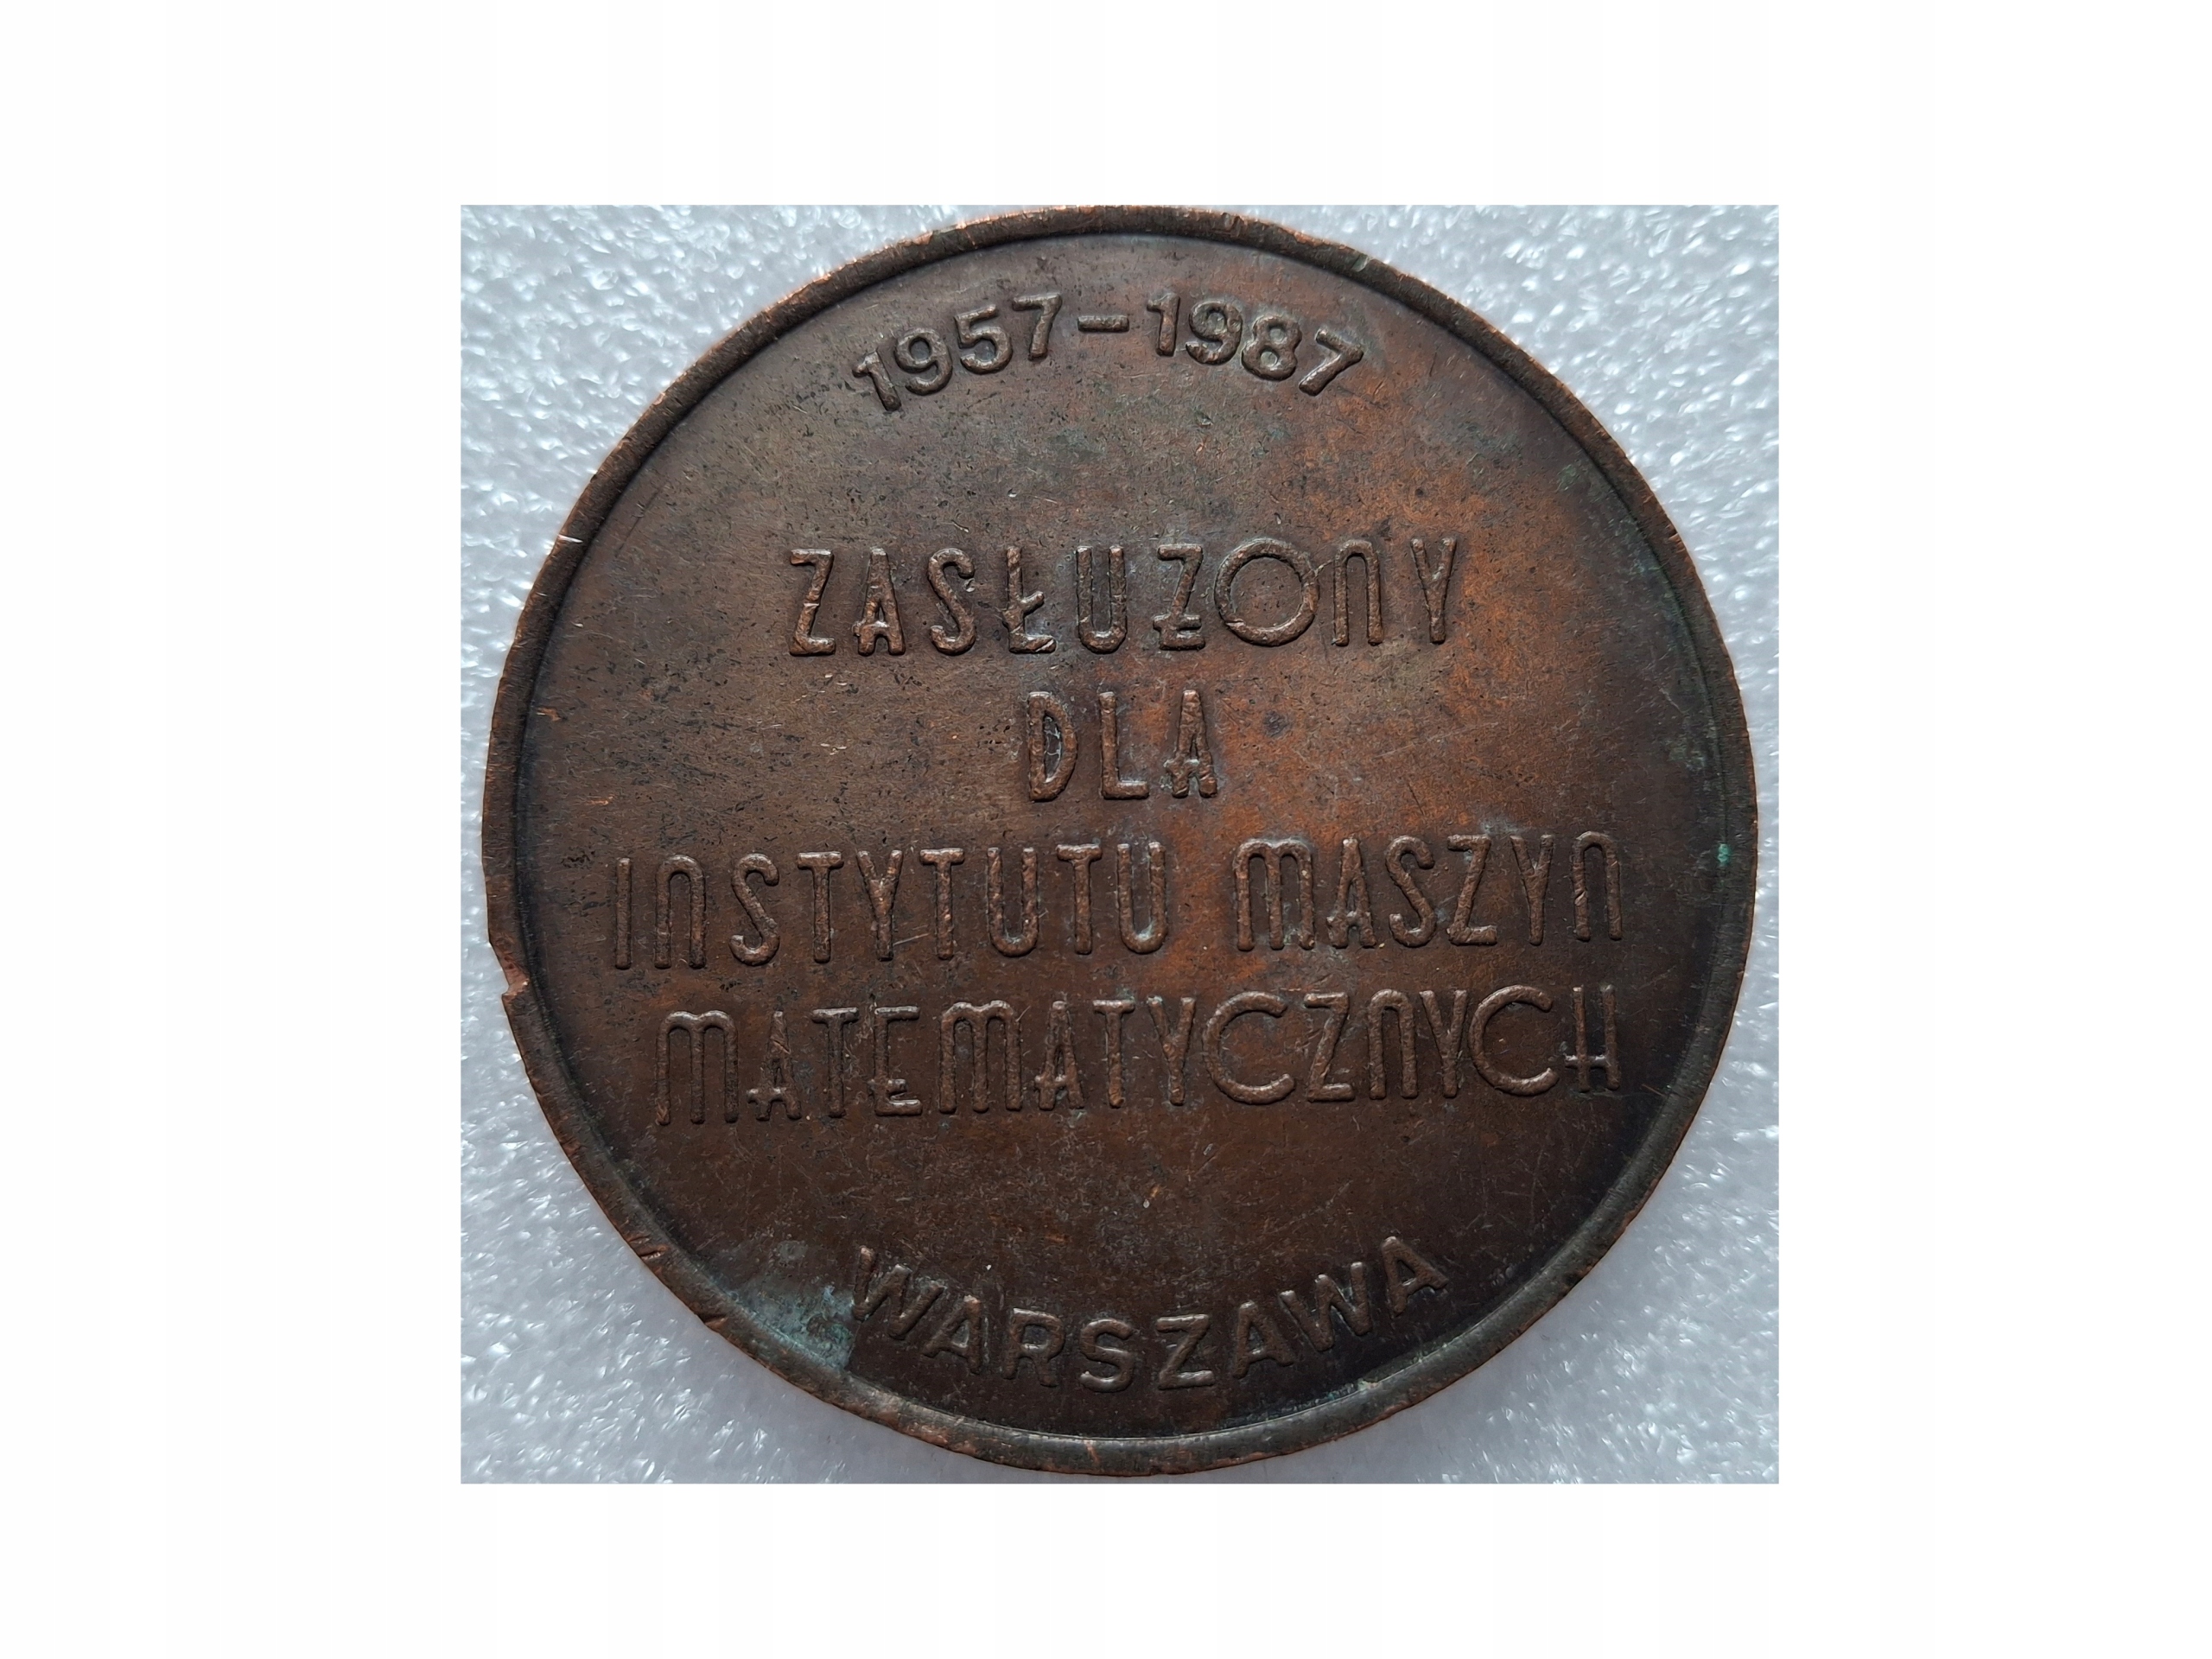 1957-1987
ZASŁUŻONY
DLA
INSTYTUTU MASZYN
MATEMATYCZNYCH
WARSZAWA